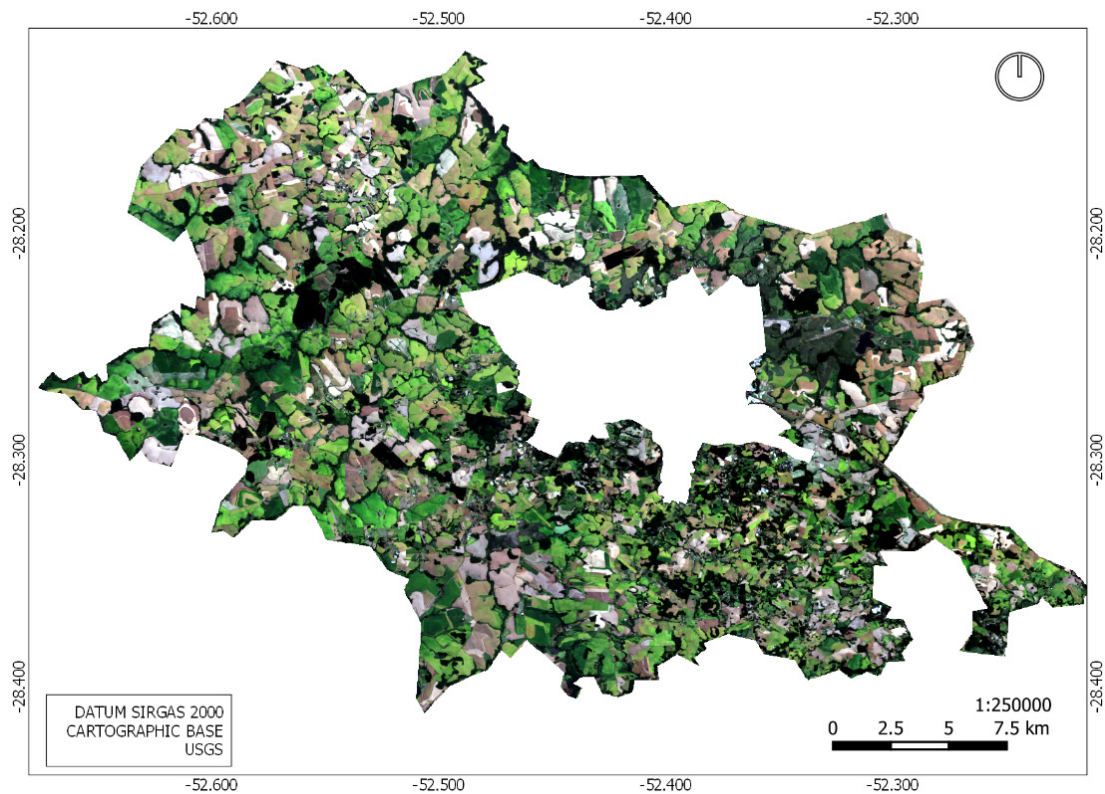 -52.600 -52.500 -52.400 -52.300
-28.200 -28.200
-28.300 -28.300
-28.400 -28.400
DATUM SIRGAS 2000
CARTOGRAPHIC BASE
USGS
1:250000
0 2.5 5 7.5 km
-52.600 -52.500 -52.400 -52.300